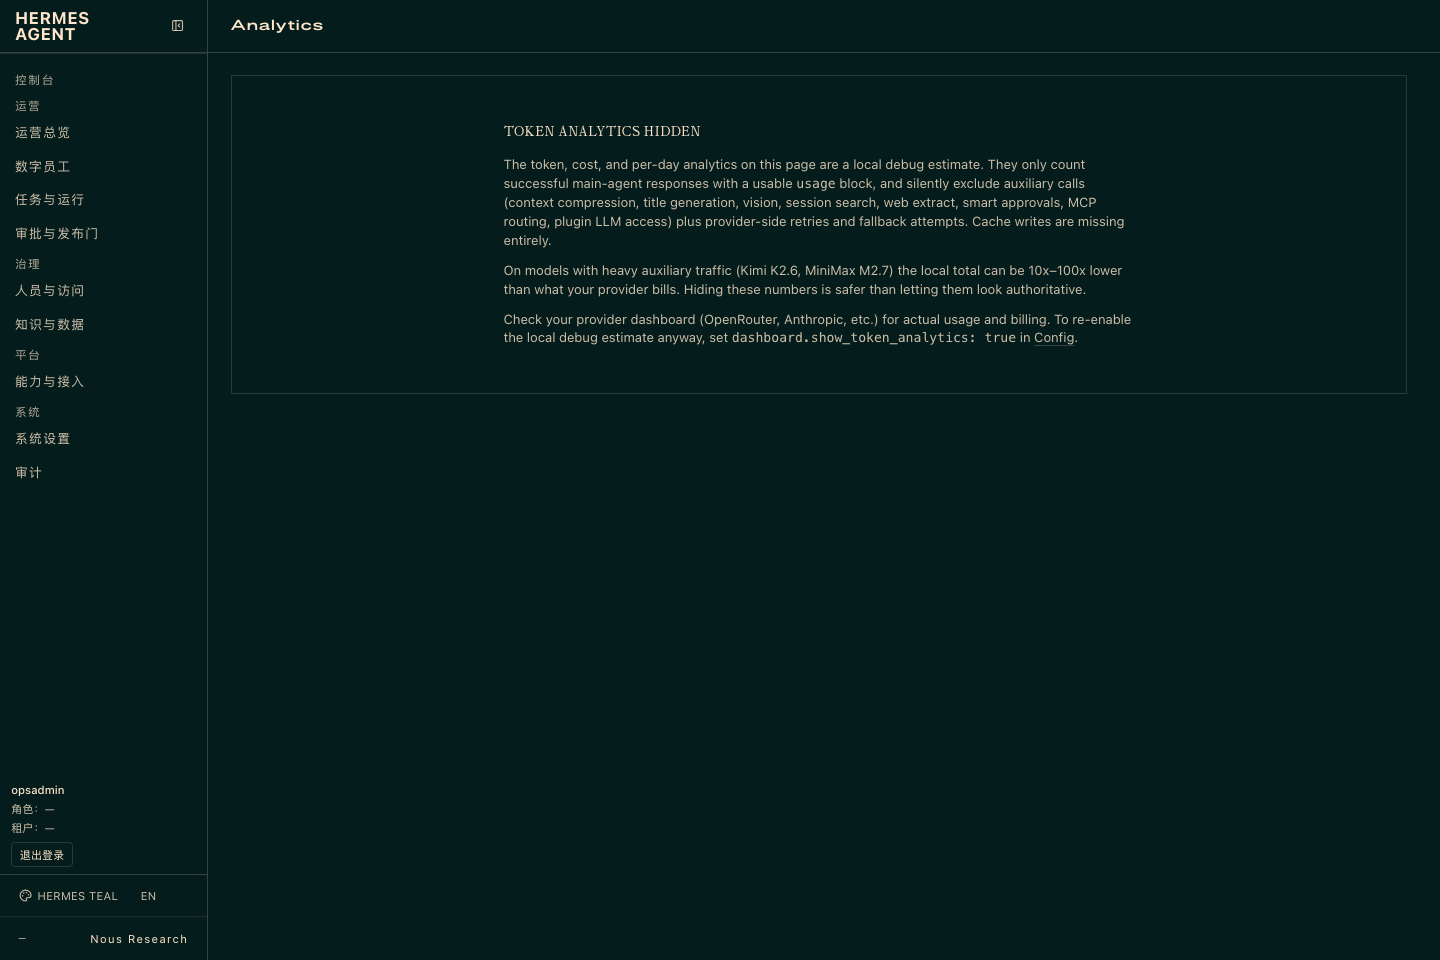 HERMES
AGENT
Analytics
控制台
运营
运营总览
数字员工
任务与运行
审批与发布门
治理
人员与访问
知识与数据
平台
能力与接入
系统
系统设置
审计
TOKEN ANALYTICS HIDDEN
The token, cost, and per-day analytics on this page are a local debug estimate. They only count
successful main-agent responses with a usable usage block, and silently exclude auxiliary calls
(context compression, title generation, vision, session search, web extract, smart approvals, MCP
routing, plugin LLM access) plus provider-side retries and fallback attempts. Cache writes are missing
entirely.
On models with heavy auxiliary traffic (Kimi K2.6, MiniMax M2.7) the local total can be 10x–100x lower
than what your provider bills. Hiding these numbers is safer than letting them look authoritative.
Check your provider dashboard (OpenRouter, Anthropic, etc.) for actual usage and billing. To re-enable
the local debug estimate anyway, set dashboard.show_token_analytics: true in Config.
opsadmin
角色：—
租户：—
退出登录
HERMES TEAL EN
— Nous Research